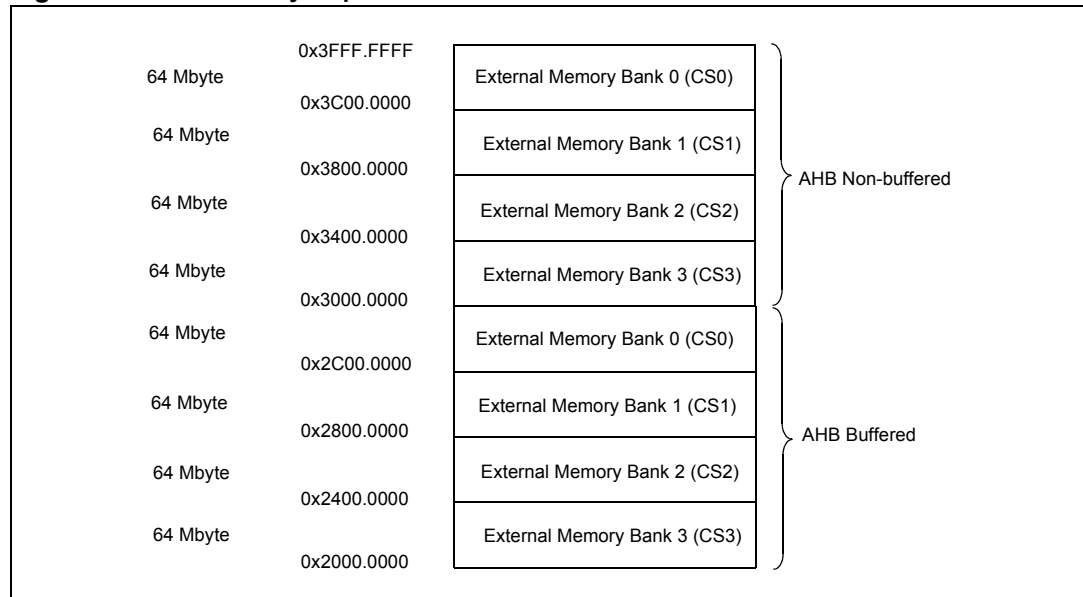 0x3FFF.FFFF
64 Mbyte External Memory Bank 0 (CS0)
0x3C00.0000
64 Mbyte External Memory Bank 1 (CS1)
0x3800.0000
AHB Non-buffered
64 Mbyte External Memory Bank 2 (CS2)
0x3400.0000
64 Mbyte External Memory Bank 3 (CS3)
0x3000.0000
64 Mbyte External Memory Bank 0 (CS0)
0x2C00.0000
64 Mbyte External Memory Bank 1 (CS1)
0x2800.0000
AHB Buffered
64 Mbyte External Memory Bank 2 (CS2)
0x2400.0000
64 Mbyte External Memory Bank 3 (CS3)
0x2000.0000